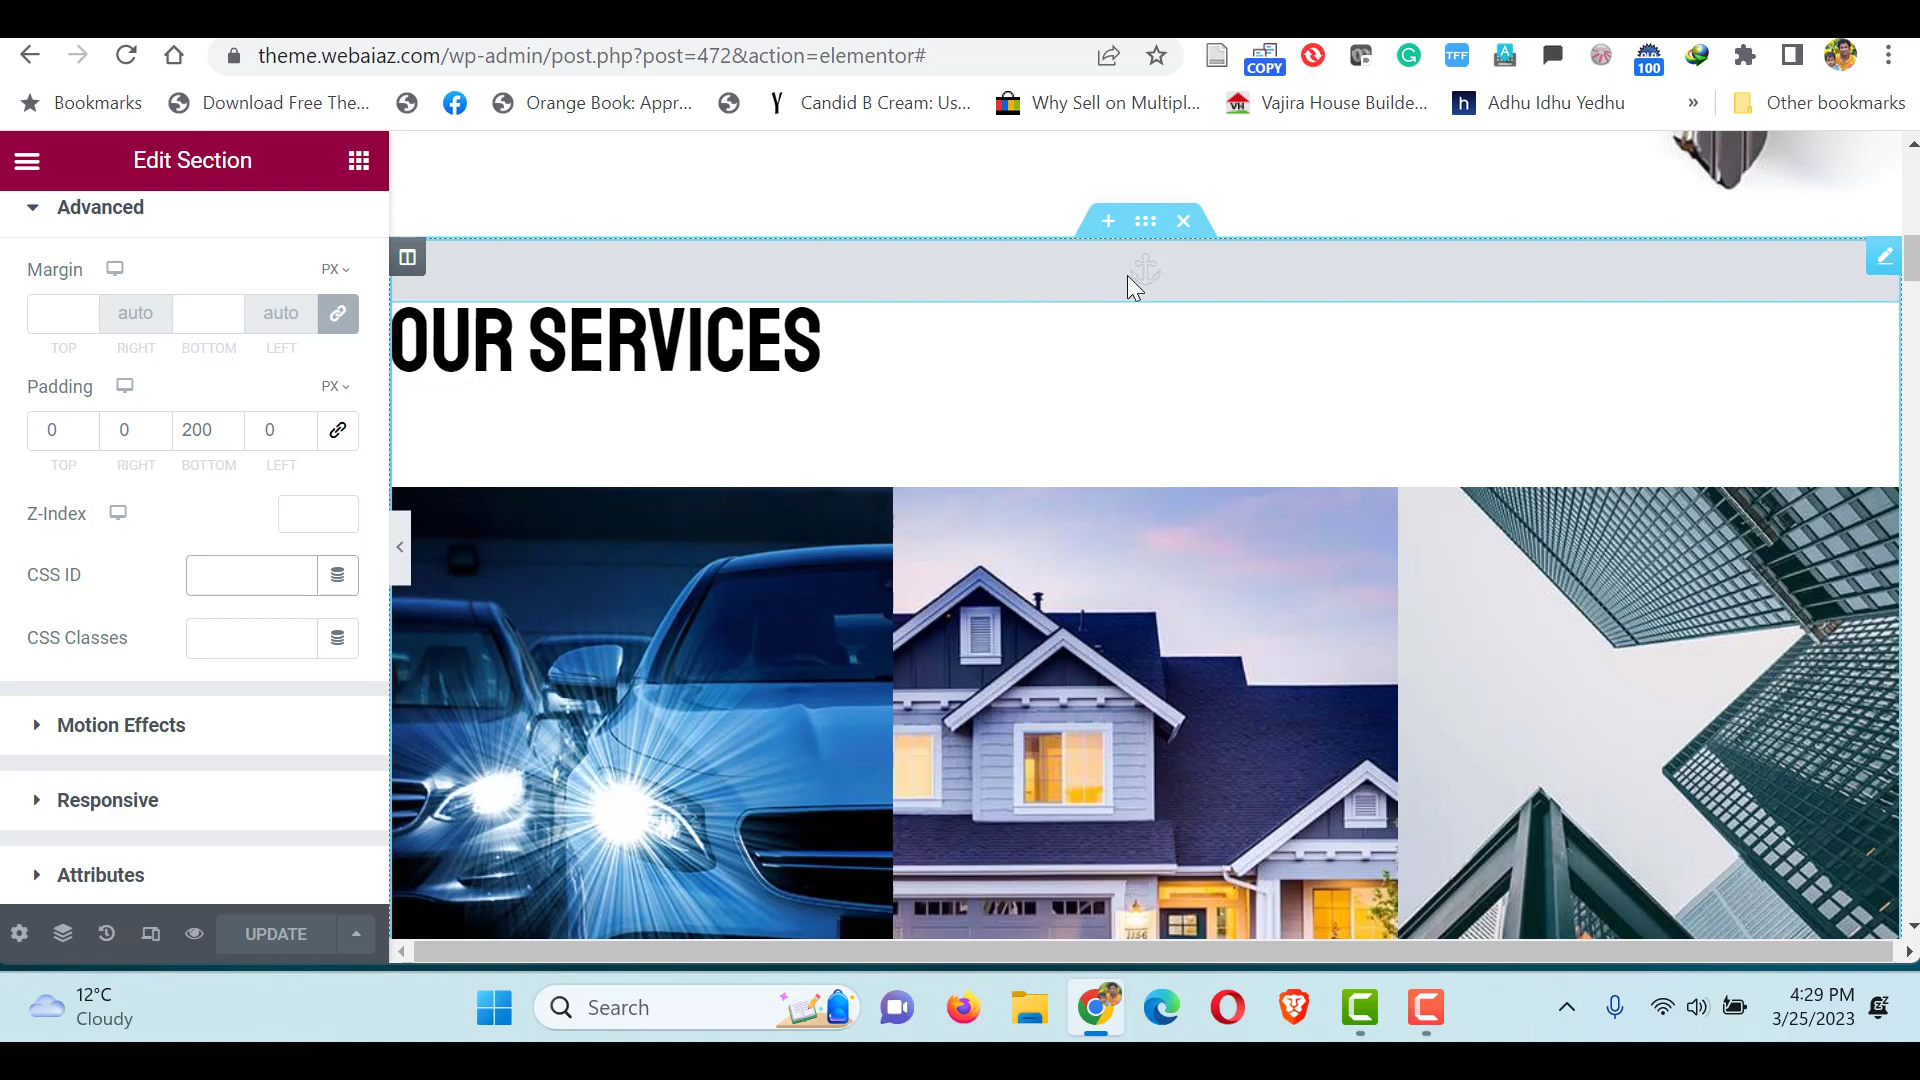 theme.webaiaz.com/wp-admin/post.php?post=472&action=elementor#
COPY
TFF
A
100
Bookmarks
Download Free The...
Orange Book: Appr...
Candid B Cream: Us...
Why Sell on Multipl...
VH
Vajira House Builde...
h
Adhu Idhu Yedhu
»
Other bookmarks
Edit Section
Advanced
Margin
PX
auto
auto
TOP
RIGHT
BOTTOM
LEFT
Padding
PX
0
0
200
0
TOP
RIGHT
BOTTOM
LEFT
Z-Index
CSS ID
CSS Classes
Motion Effects
Responsive
Attributes
UPDATE
OUR SERVICES
1156
12°C
Cloudy
Search
4:29 PM
3/25/2023